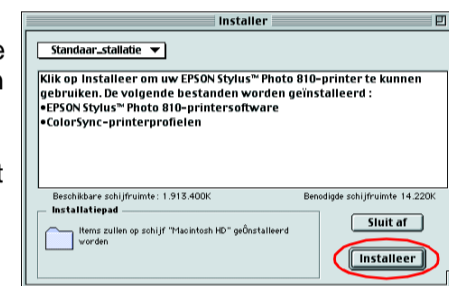 Installer
Standaar...stallatie
Klik op Installeer om uw EPSON Stylus™ Photo 810-printer te kunnen
gebruiken. De volgende bestanden worden geïnstalleerd :
•EPSON Stylus™ Photo 810-printersoftware
•ColorSync-printerprofielen
Beschikbare schijfruimte: 1.913.400K
Benodigde schijfruimte 14.220K
Installatiepad
Items zullen op schijf "Macintosh HD" geÔnstalleerd
worden
Sluit af
Installeer